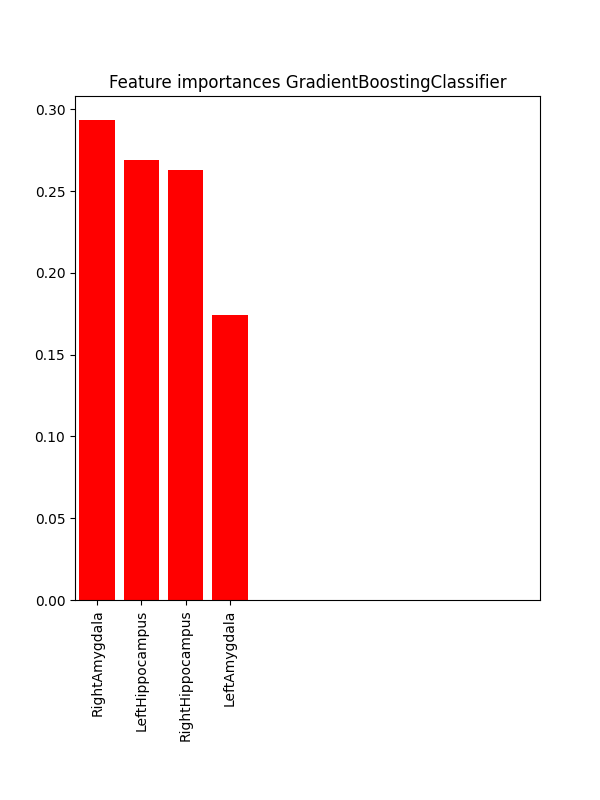 Feature importances GradientBoostingClassifier
0.30
0.25
0.20
0.15
0.10
0.05
0.00
RightAmygdala
LeftHippocampus
RightHippocampus
LeftAmygdala